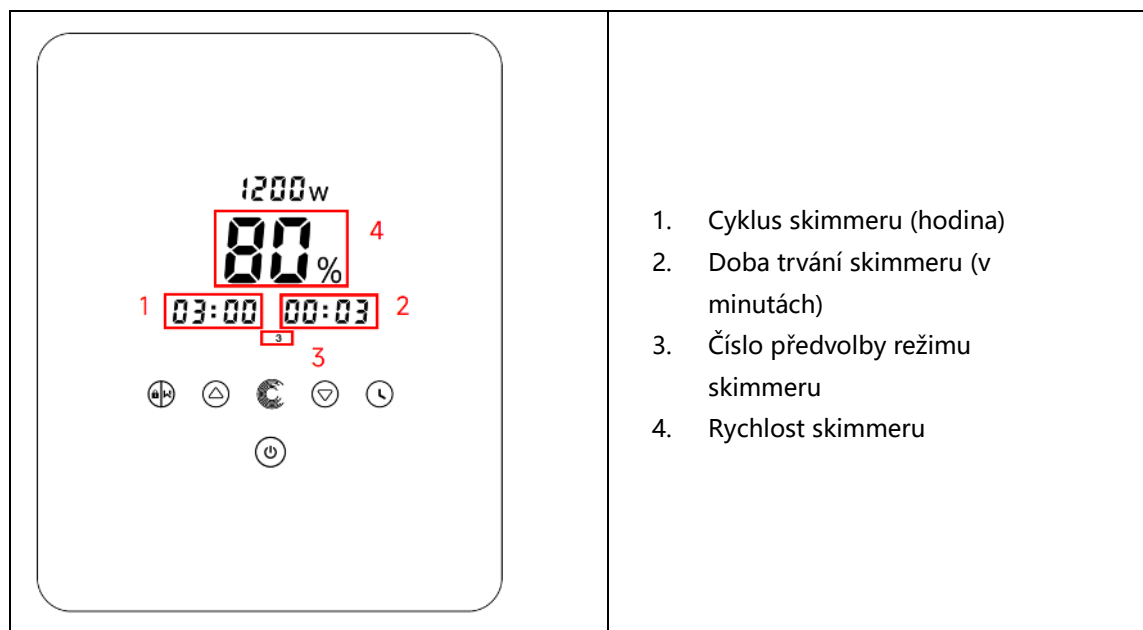 1200w
80%
4
1
03:00
00:03
2
3
3
1. Cyklus skimmeru (hodina)
2. Doba trvání skimmeru (v
minutách)
3. Číslo předvolby režimu
skimmeru
4. Rychlost skimmeru